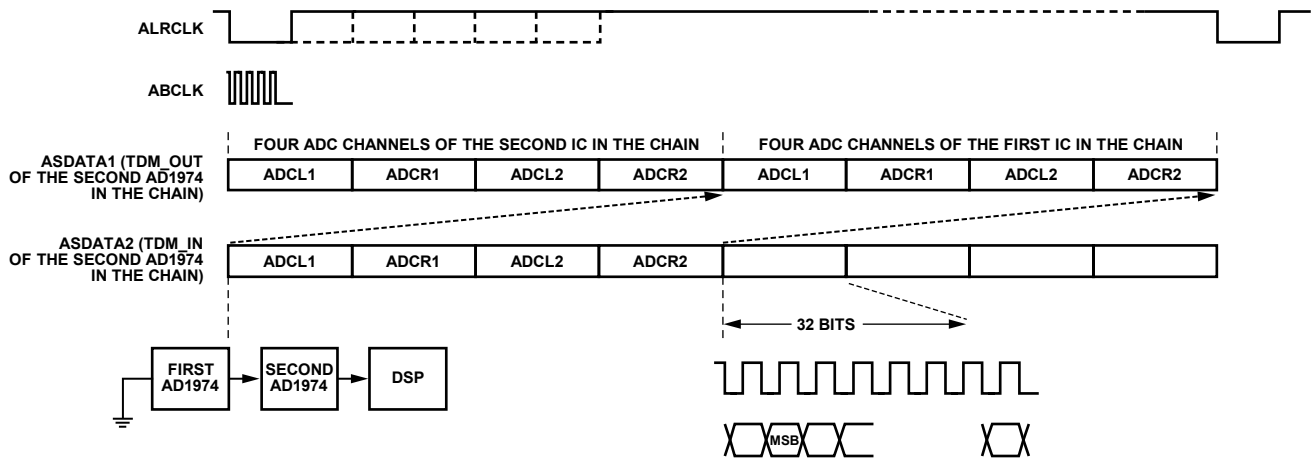 ALRCLK
ABCLK
FOUR ADC CHANNELS OF THE SECOND IC IN THE CHAIN
FOUR ADC CHANNELS OF THE FIRST IC IN THE CHAIN
ASDATA1 (TDM_OUT
OF THE SECOND AD1974
IN THE CHAIN)
ADCL1 ADCR1 ADCL2 ADCR2 ADCL1 ADCR1 ADCL2 ADCR2
ASDATA2 (TDM_IN
OF THE SECOND AD1974
IN THE CHAIN)
ADCL1 ADCR1 ADCL2 ADCR2
32 BITS
FIRST
AD1974
SECOND
AD1974
DSP
MSB